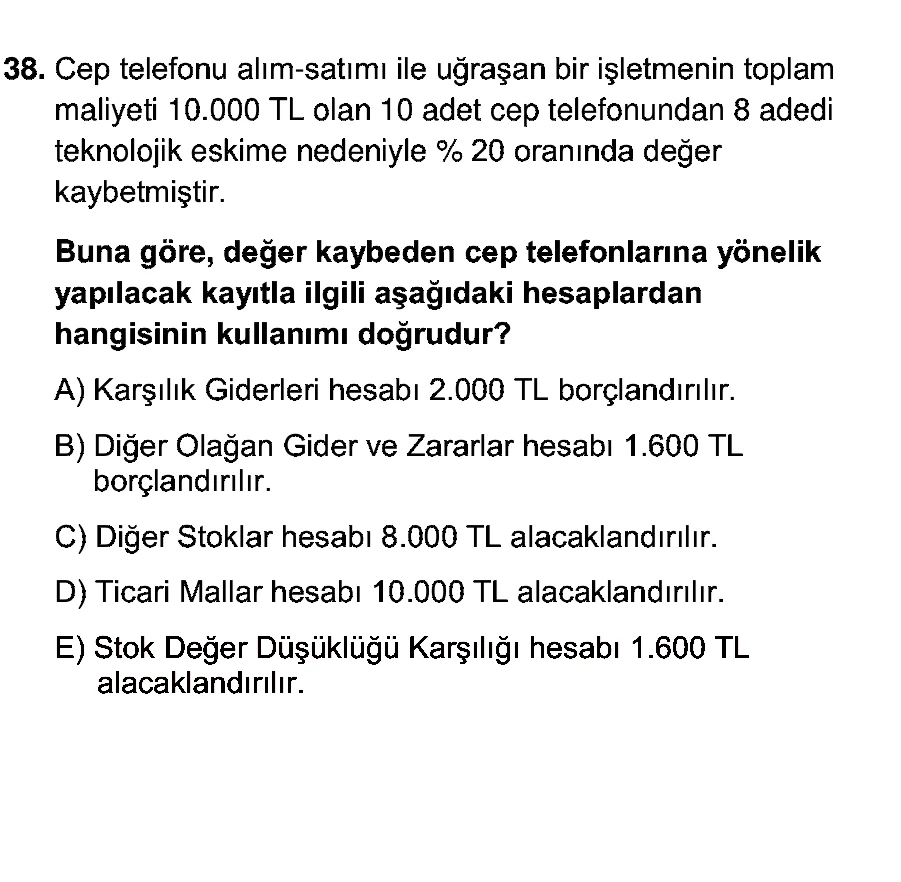 38. Cep telefonu alım-satımı ile uğraşan bir işletmenin toplam
maliyeti 10.000 TL olan 10 adet cep telefonundan 8 adedi
teknolojik eskime nedeniyle % 20 oranında değer
kaybetmiştir.
Buna göre, değer kaybeden cep telefonlarına yönelik
yapılacak kayıtla ilgili aşağıdaki hesaplardan
hangisinin kullanımı doğrudur?
A) Karşılık Giderleri hesabı 2.000 TL borçlandırılır.
B) Diğer Olağan Gider ve Zararlar hesabı 1.600 TL
borçlandırılır.
C) Diğer Stoklar hesabı 8.000 TL alacaklandırılır.
D) Ticari Mallar hesabı 10.000 TL alacaklandırılır.
E) Stok Değer Düşüklüğü Karşılığı hesabı 1.600 TL
alacaklandırılır.